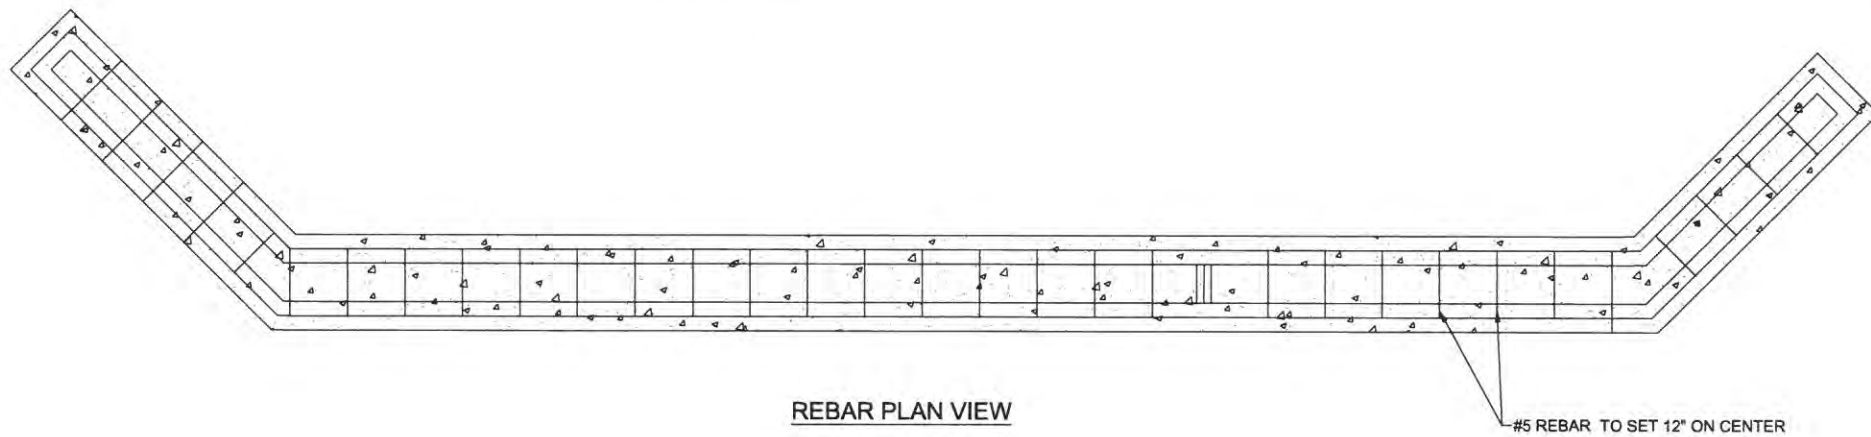 REBAR PLAN VIEW
#5 REBAR TO SET 12" ON CENTER